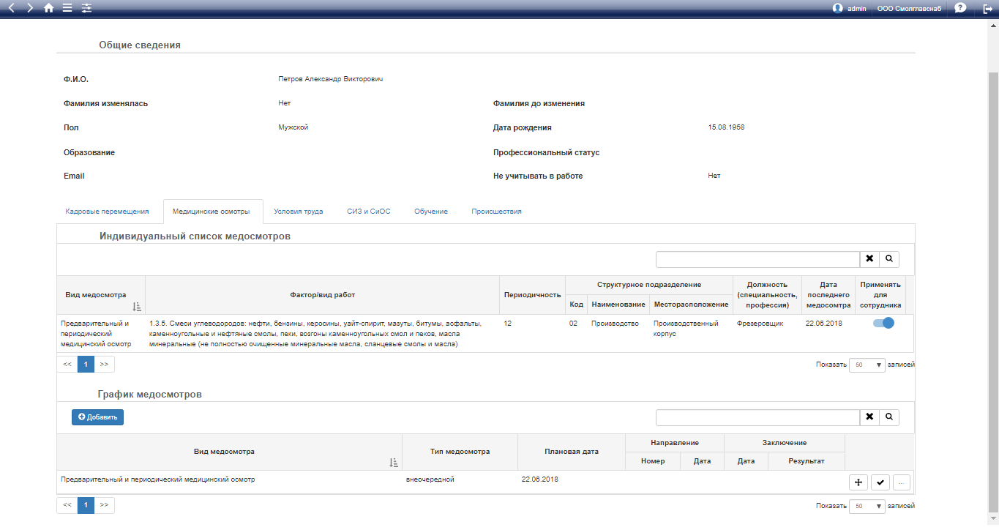 admin ООО Смолглавснаб
Общие сведения
Ф.И.О. Петров Александр Викторович
Фамилия изменялась Нет Фамилия до изменения
Пол Мужской Дата рождения 15.08.1958
Образование Профессиональный статус
Email Не учитывать в работе Нет
Кадровые перемещения Медицинские осмотры Условия труда СИЗ и СиОС Обучение Происшествия
Индивидуальный список медосмотров
Вид медосмотра
Фактор/вид работ
Периодичность
Структурное подразделение
Код Наименование Месторасположение
Должность
(специальность,
профессия)
Дата
последнего
медосомтра
Применять
для
сотрудника
Предварительный и
периодический
медицинский осмотр
1.3.5. Смеси углеводородов: нефти, бензины, керосины, уайт-спирит, мазуты, битумы, асфальты,
каменноугольные и нефтяные смолы, пеки, возгоны каменноугольных смол и пеков, масла
минеральные (не полностью очищенные минеральные масла, сланцевые смолы и масла)
12
02
Производство
Производственный
корпус
Фрезеровщик
22.06.2018
<< 1 >> Показать 50 записей
График медосмотров
Добавить
Вид медосмотра
Тип медосмотра
Плановая дата
Направление
Номер Дата
Заключение
Дата Результат
Предварительный и периодический медицинский осмотр внеочередной 22.06.2018 ...
<< 1 >> Показать 50 записей